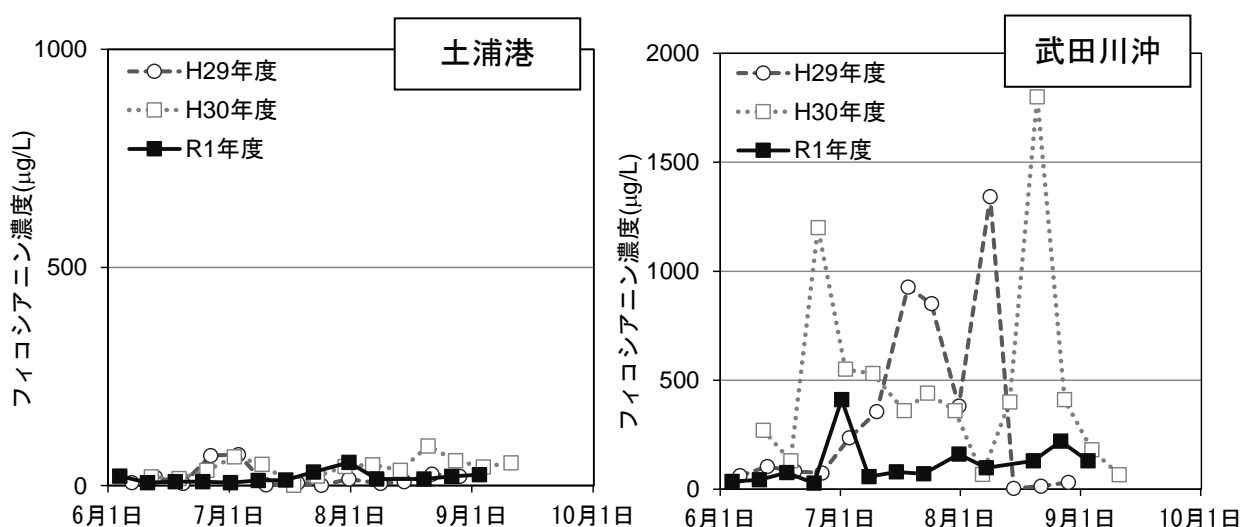 土浦港
1000
500
0
フィコシアニン濃度(μg/L)
H29年度
H30年度
R1年度
6月1日 7月1日 8月1日 9月1日 10月1日
武田川沖
2000
1500
1000
500
0
フィコシアニン濃度(μg/L)
H29年度
H30年度
R1年度
6月1日 7月1日 8月1日 9月1日 10月1日